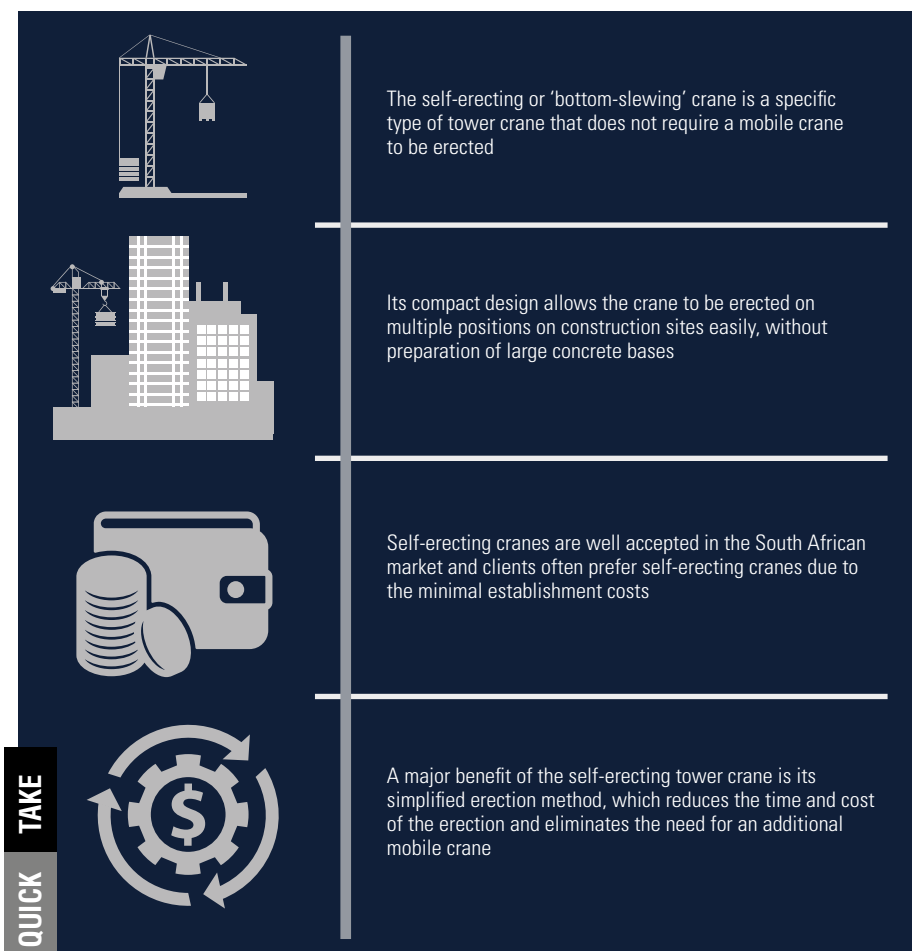 The self-erecting or ‘bottom-slewing’ crane is a specific
type of tower crane that does not require a mobile crane
to be erected
Its compact design allows the crane to be erected on
multiple positions on construction sites easily, without
preparation of large concrete bases
Self-erecting cranes are well accepted in the South African
market and clients often prefer self-erecting cranes due to
the minimal establishment costs
A major benefit of the self-erecting tower crane is its
simplified erection method, which reduces the time and cost
of the erection and eliminates the need for an additional
mobile crane
$
QUICK TAKE